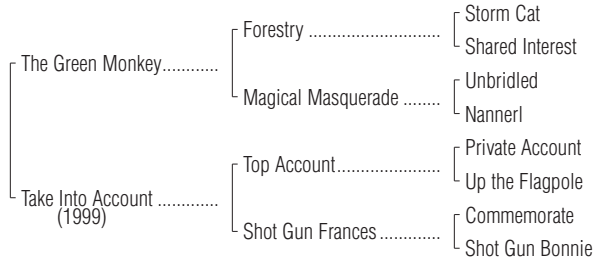 Storm Cat
Forestry ............................
Shared Interest
The Green Monkey............
Unbridled
Magical Masquerade ........
Nannerl
Private Account
Top Account......................
Up the Flagpole
Take Into Account .............
(1999)
Commemorate
Shot Gun Frances.............
Shot Gun Bonnie